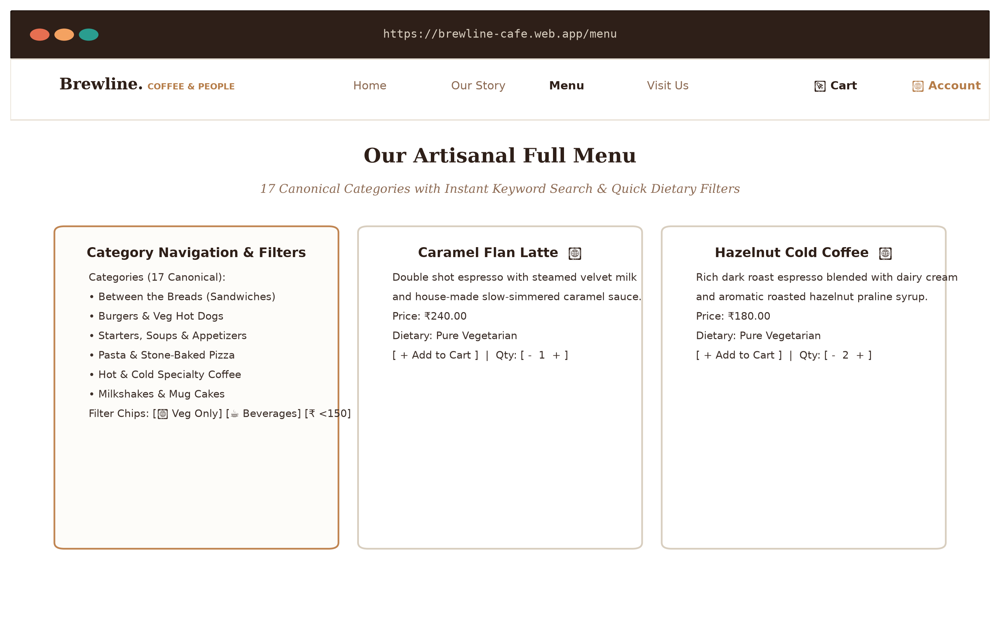 https://brewline-cafe.web.app/menu
Brewline. COFFEE & PEOPLE Home Our Story Menu Visit Us Cart Account
Our Artisanal Full Menu
17 Canonical Categories with Instant Keyword Search & Quick Dietary Filters
Category Navigation & Filters
Categories (17 Canonical):
• Between the Breads (Sandwiches)
• Burgers & Veg Hot Dogs
• Starters, Soups & Appetizers
• Pasta & Stone-Baked Pizza
• Hot & Cold Specialty Coffee
• Milkshakes & Mug Cakes
Filter Chips: [ Veg Only] [☕ Beverages] [₹ <150]
Caramel Flan Latte
Double shot espresso with steamed velvet milk
and house-made slow-simmered caramel sauce.
Price: ₹240.00
Dietary: Pure Vegetarian
[ + Add to Cart ] | Qty: [ - 1 + ]
Hazelnut Cold Coffee
Rich dark roast espresso blended with dairy cream
and aromatic roasted hazelnut praline syrup.
Price: ₹180.00
Dietary: Pure Vegetarian
[ + Add to Cart ] | Qty: [ - 2 + ]